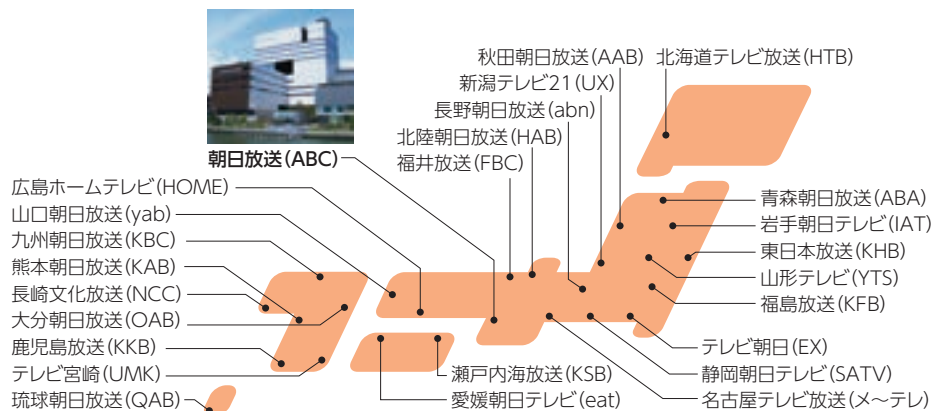 秋田朝日放送(AAB)
北海道テレビ放送(HTB)
新潟テレビ21(UX)
長野朝日放送(abn)
北陸朝日放送(HAB)
福井放送(FBC)
朝日放送(ABC)
広島ホームテレビ(HOME)
山口朝日放送(yab)
九州朝日放送(KBC)
熊本朝日放送(KAB)
長崎文化放送(NCC)
大分朝日放送(OAB)
鹿児島放送(KKB)
テレビ宮崎(UMK)
琉球朝日放送(QAB)
青森朝日放送(ABA)
岩手朝日テレビ(IAT)
東日本放送(KHB)
山形テレビ(YTS)
福島放送(KFB)
テレビ朝日(EX)
静岡朝日テレビ(SATV)
名古屋テレビ放送(メ〜テレ)
瀬戸内海放送(KSB)
愛媛朝日テレビ(eat)